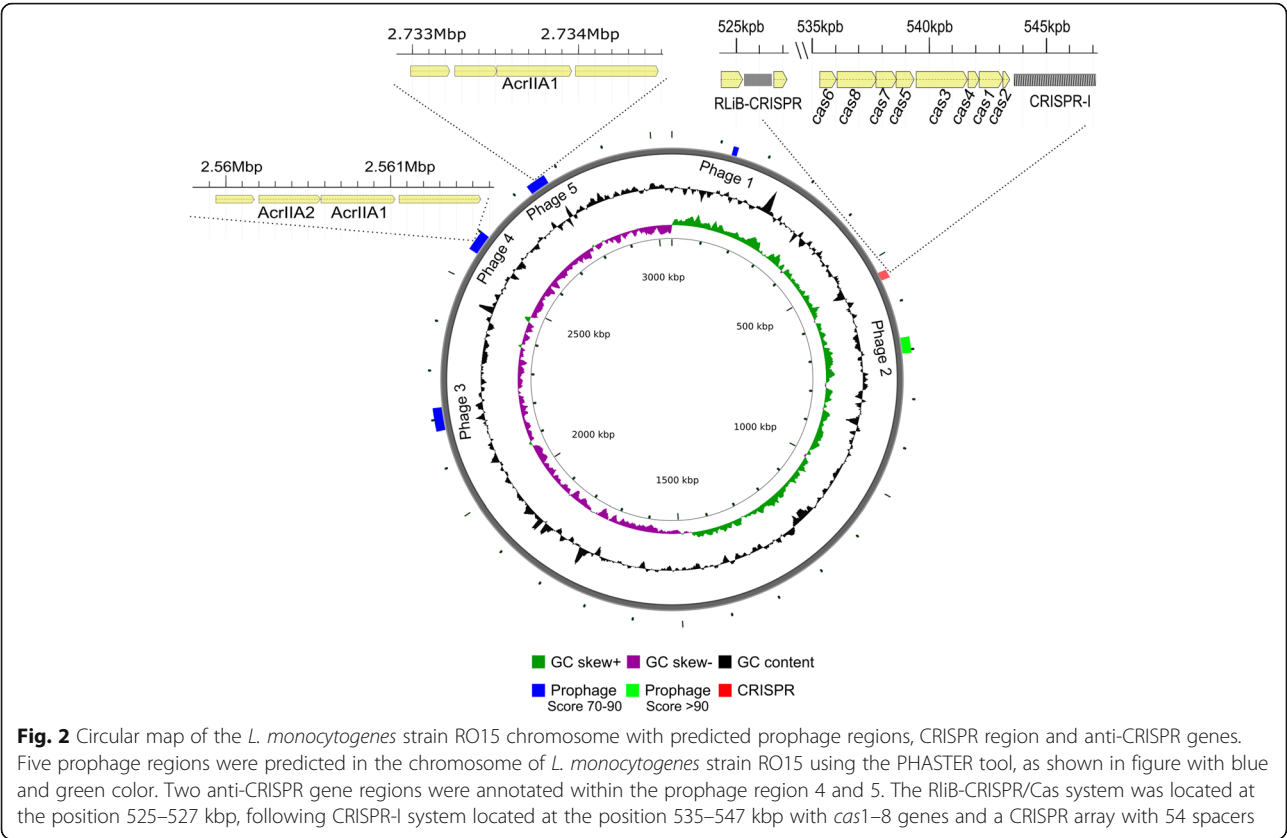 2.733Mbp 2.734Mbp
AcrIIA1
525kpb 535kpb 540kpb 545kpb
RLiB-CRISPR cas6 cas8 cas7 cas5 cas3 cas4 cas1 cas2 CRISPR-I
2.56Mbp 2.561Mbp
AcrIIA2 AcrIIA1
Phage 1
Phage 5
Phage 4
Phage 2
Phage 3
3000 kbp
500 kbp
2500 kbp
1000 kbp
2000 kbp
1500 kbp
GC skew+ GC skew- GC content
Prophage Prophage CRISPR
Score 70-90 Score >90
Fig. 2 Circular map of the L. monocytogenes strain RO15 chromosome with predicted prophage regions, CRISPR region and anti-CRISPR genes.
Five prophage regions were predicted in the chromosome of L. monocytogenes strain RO15 using the PHASTER tool, as shown in figure with blue
and green color. Two anti-CRISPR gene regions were annotated within the prophage region 4 and 5. The RliB-CRISPR/Cas system was located at
the position 525–527 kbp, following CRISPR-I system located at the position 535–547 kbp with cas1–8 genes and a CRISPR array with 54 spacers